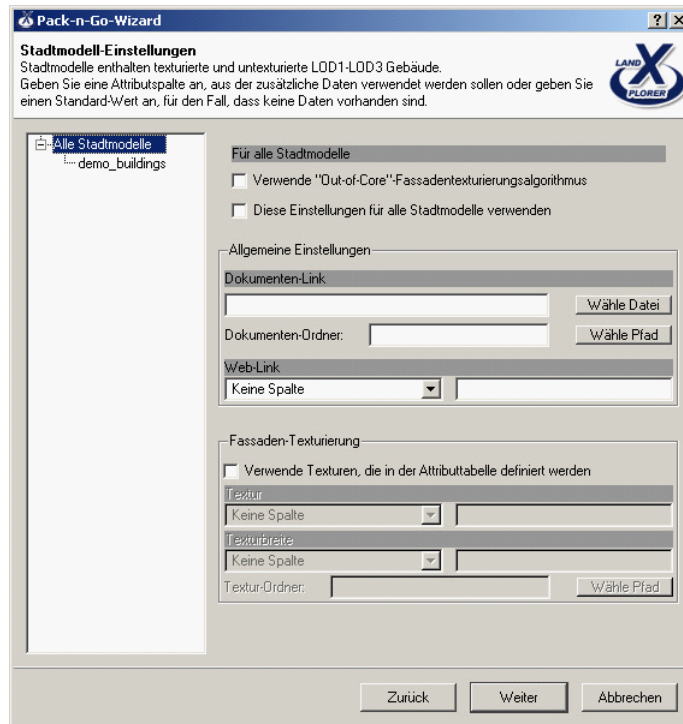 Pack-n-Go-Wizard
Stadtmodell-Einstellungen
Stadtmodelle enthalten texturierte und untexturierte LOD1-LOD3 Gebäude.
Geben Sie eine Attributspalte an, aus der zusätzliche Daten verwendet werden sollen oder geben Sie
einen Standard-Wert an, für den Fall, dass keine Daten vorhanden sind.
LAND
X
PLORER
Alle Stadtmodelle
demo_buildings
Für alle Stadtmodelle
Verwende "Out-of-Core"-Fassadentexturierungsalgorithmus
Diese Einstellungen für alle Stadtmodelle verwenden
Allgemeine Einstellungen
Dokumenten-Link
Wähle Datei
Dokumenten-Ordner:
Wähle Pfad
Web-Link
Keine Spalte
Fassaden-Texturierung
Verwende Texturen, die in der Attributtabelle definiert werden
Textur
Keine Spalte
Texturbreite
Keine Spalte
Textur-Ordner:
Wähle Pfad
Zurück
Weiter
Abbrechen